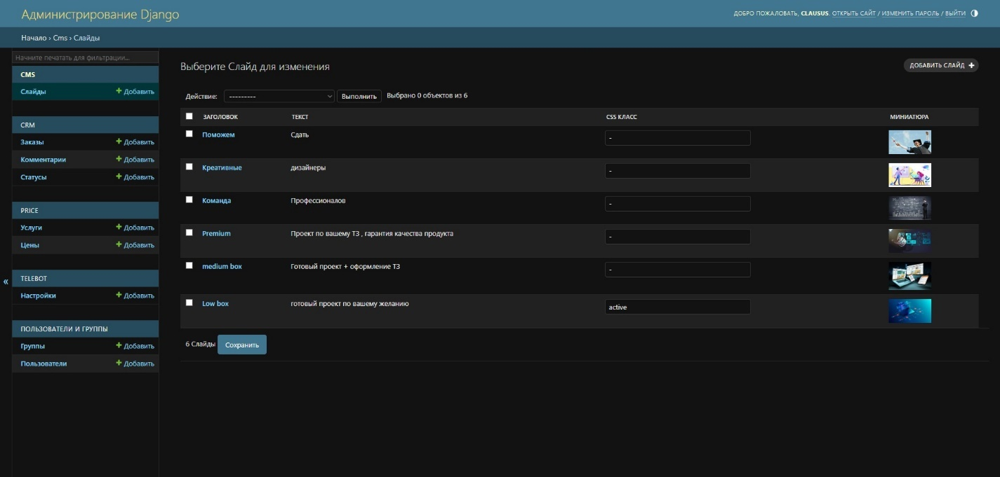 Администрирование Django
ДОБРО ПОЖАЛОВАТЬ, CLAUSUS. ОТКРЫТЬ САЙТ / ИЗМЕНИТЬ ПАРОЛЬ / ВЫЙТИ
Начало › Cms › Слайды
Начните печатать для фильтрации...
CMS
Слайды + Добавить
CRM
Заказы + Добавить
Комментарии + Добавить
Статусы + Добавить
PRICE
Услуги + Добавить
Цены + Добавить
TELEBOT
Настройки + Добавить
ПОЛЬЗОВАТЕЛИ И ГРУППЫ
Группы + Добавить
Пользователи + Добавить
«
Выберите Слайд для изменения
ДОБАВИТЬ СЛАЙД +
Действие: --------- Выполнить Выбрано 0 объектов из 6
ЗАГОЛОВОК ТЕКСТ CSS КЛАСС МИНИАТЮРА
Поможем Сдать -
Креативные дизайнеры -
Команда Профессионалов -
Premium Проект по вашему ТЗ , гарантия качества продукта -
medium box Готовый проект + оформление ТЗ -
Low box готовый проект по вашему желанию active
6 Слайды Сохранить